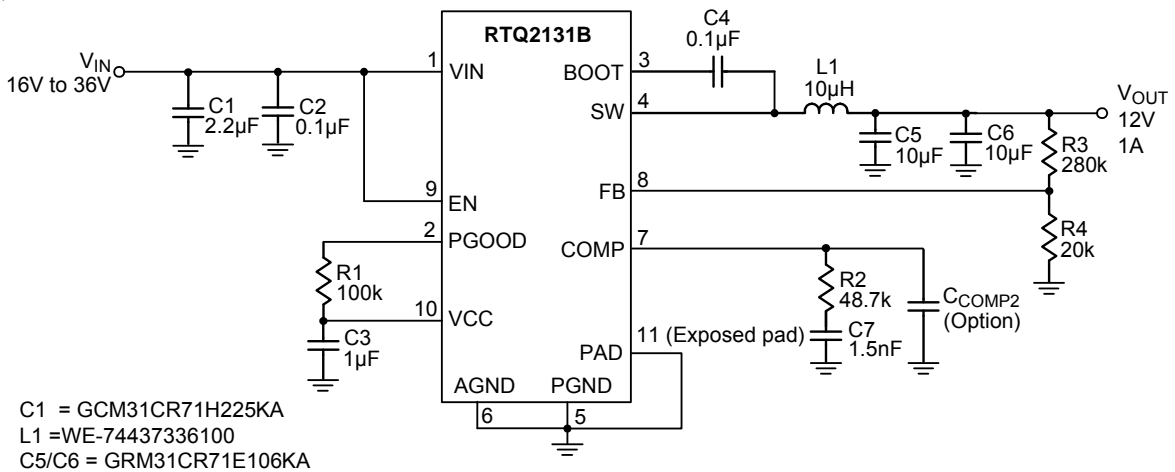 RTQ2131B
VIN
16V to 36V
C1
2.2µF
C2
0.1µF
1
VIN
9
EN
2
PGOOD
R1
100k
10
VCC
C3
1µF
AGND
6
PGND
5
3
BOOT
C4
0.1µF
4
SW
L1
10µH
C5
10µF
C6
10µF
VOUT
12V
1A
R3
280k
8
FB
R4
20k
7
COMP
R2
48.7k
C7
1.5nF
CCOMP2
(Option)
11 (Exposed pad)
PAD
C1 = GCM31CR71H225KA
L1 =WE-74437336100
C5/C6 = GRM31CR71E106KA